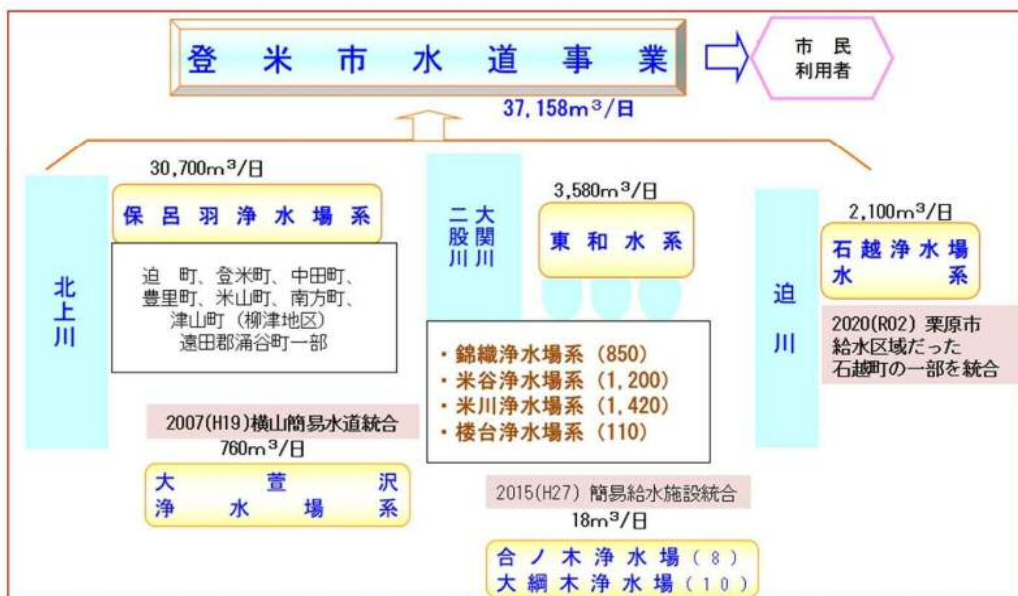 登米市水道事業
市民
利用者
37,158m³/日
30,700m³/日
保呂羽浄水場系
迫 町、登米町、中田町、
豊里町、米山町、南方町、
津山町（柳津地区）
遠田郡涌谷町一部
北上川
2007(H19)横山簡易水道統合
760m³/日
大萱沢
浄水場系
大関川
二股川
3,580m³/日
東和水系
・錦織浄水場系 (850)
・米谷浄水場系 (1,200)
・米川浄水場系 (1,420)
・楼台浄水場系 (110)
2015(H27) 簡易給水施設統合
18m³/日
合ノ木浄水場(8)
大綱木浄水場(10)
迫川
2,100m³/日
石越浄水場
水系
2020(R02) 栗原市
給水区域だった
石越町の一部を統合